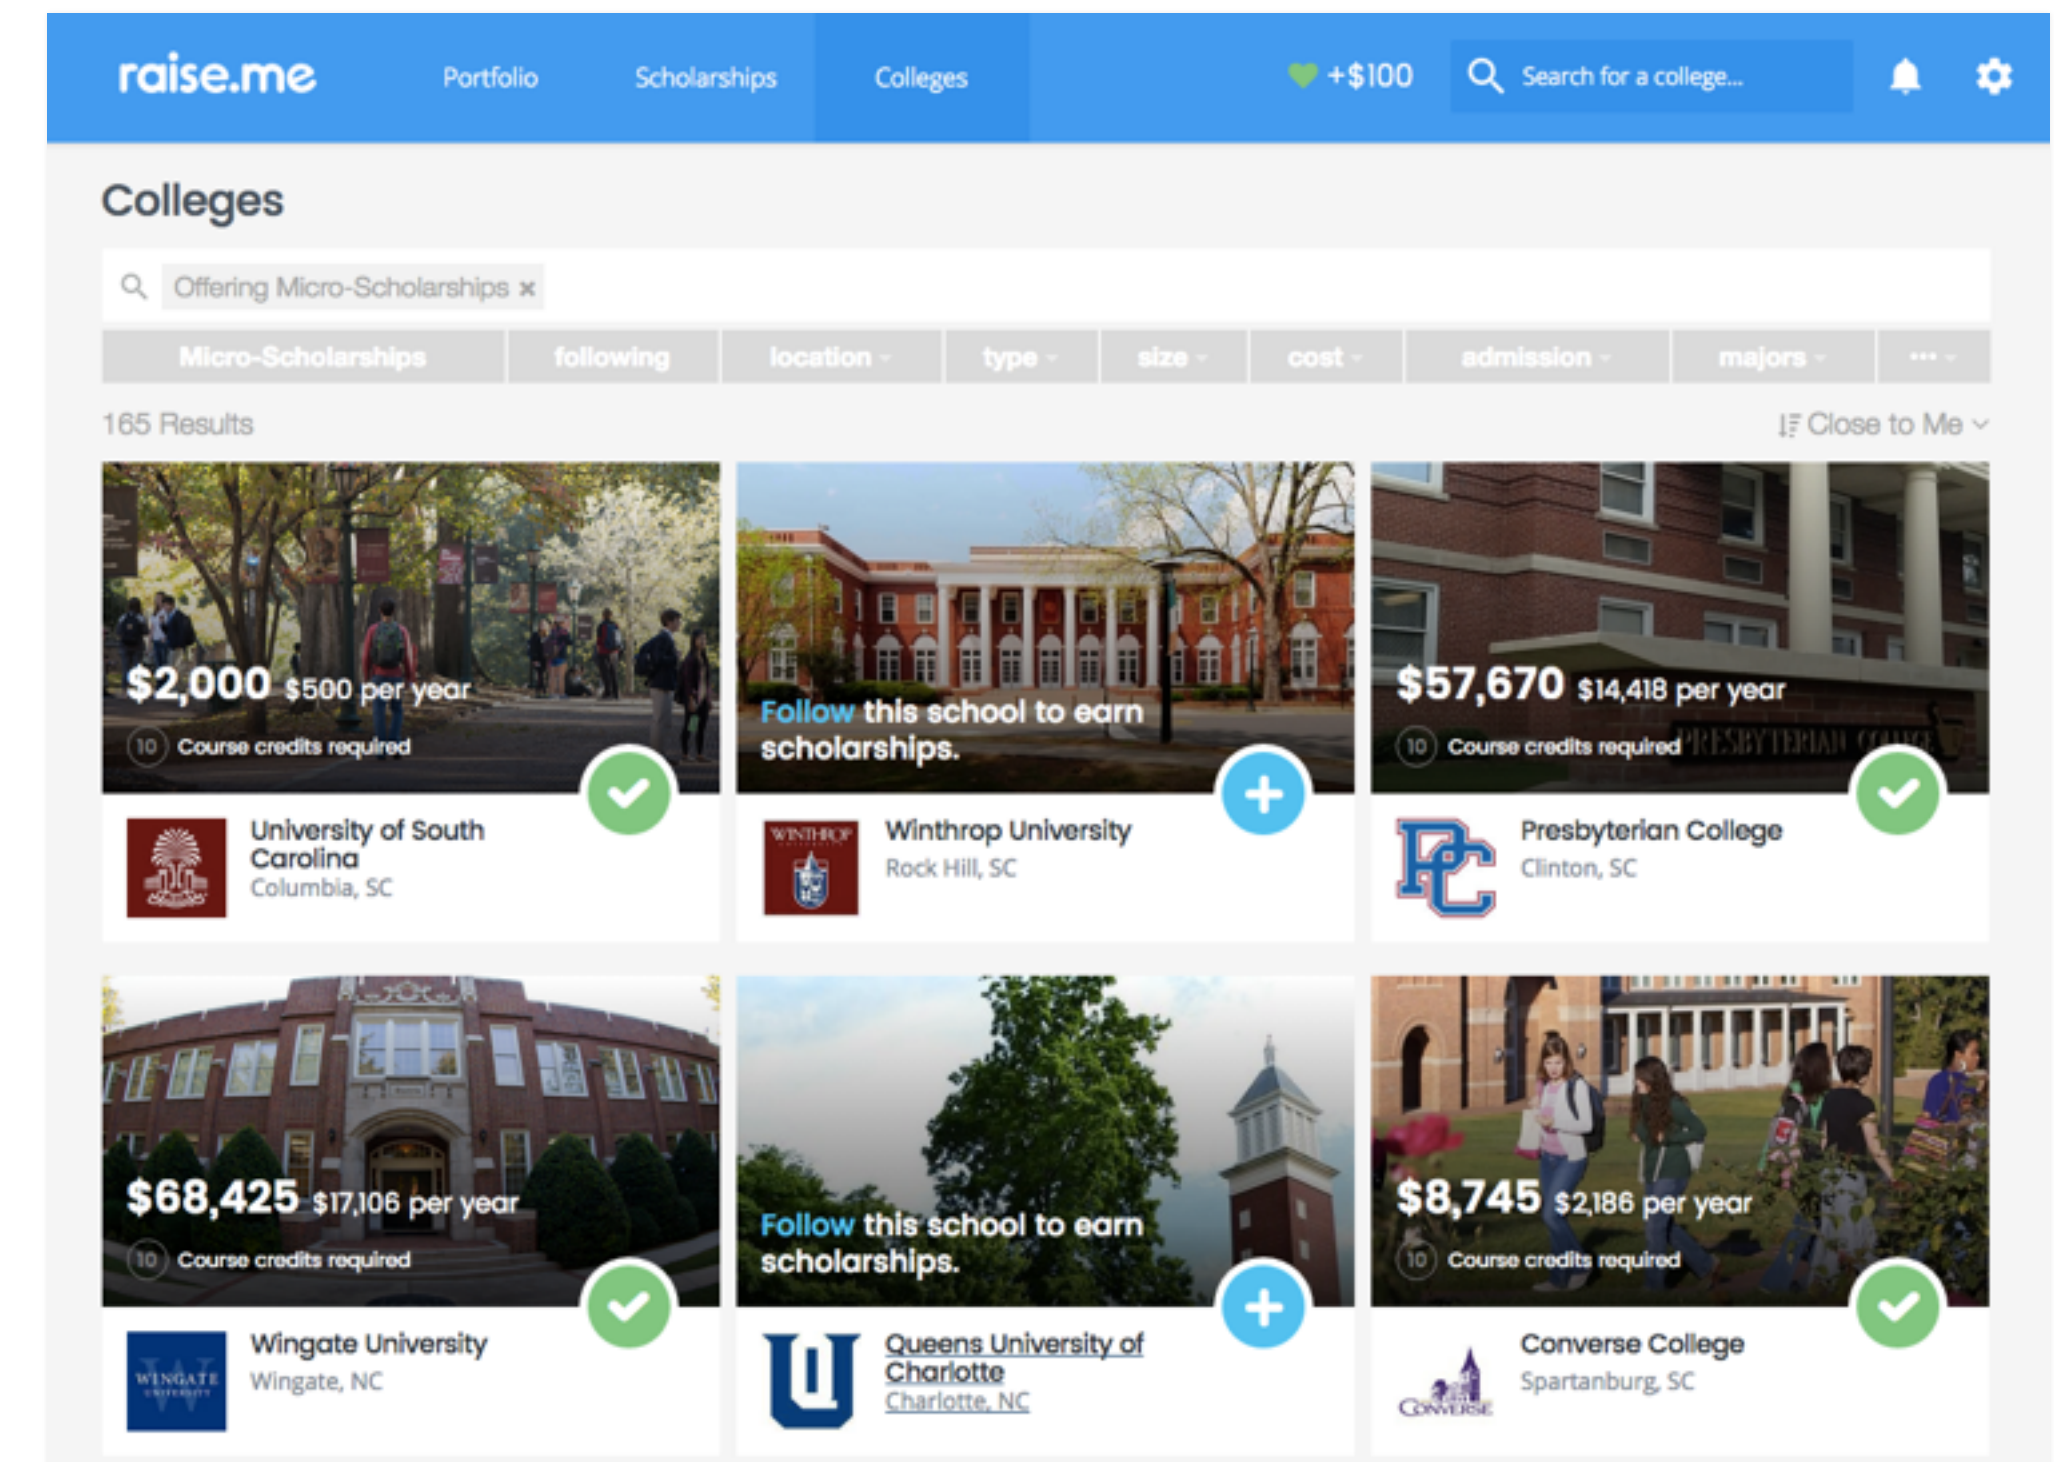 raise.me
Portfolio
Scholarships
Colleges
+$100
Search for a college...
Colleges
Offering Micro-Scholarships ×
Micro-Scholarships
following
location
type
size
cost
admission
majors
...
165 Results
Close to Me
$2,000 $500 per year
10 Course credits required
University of South
Carolina
Columbia, SC
Follow this school to earn
scholarships.
WINTHROP
UNIVERSITY
Winthrop University
Rock Hill, SC
$57,670 $14,418 per year
10 Course credits required
PRESBYTERIAN COLLEGE
PC
Presbyterian College
Clinton, SC
$68,425 $17,106 per year
10 Course credits required
W
WINGATE
UNIVERSITY
Wingate University
Wingate, NC
Follow this school to earn
scholarships.
Queens University of
Charlotte
Charlotte, NC
$8,745 $2,186 per year
10 Course credits required
CONVERSE
Converse College
Spartanburg, SC